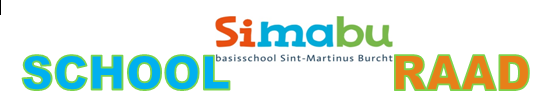 Simabu
basisschool Sint-Martinus Burcht
SCHOOL RAAD